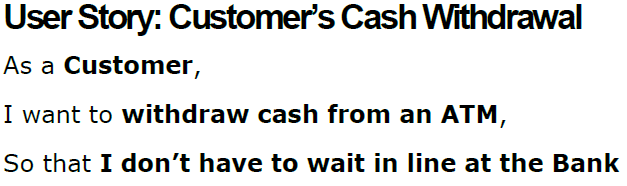 User Story: Customer’s Cash Withdrawal
As a Customer,
I want to withdraw cash from an ATM,
So that I don’t have to wait in line at the Bank